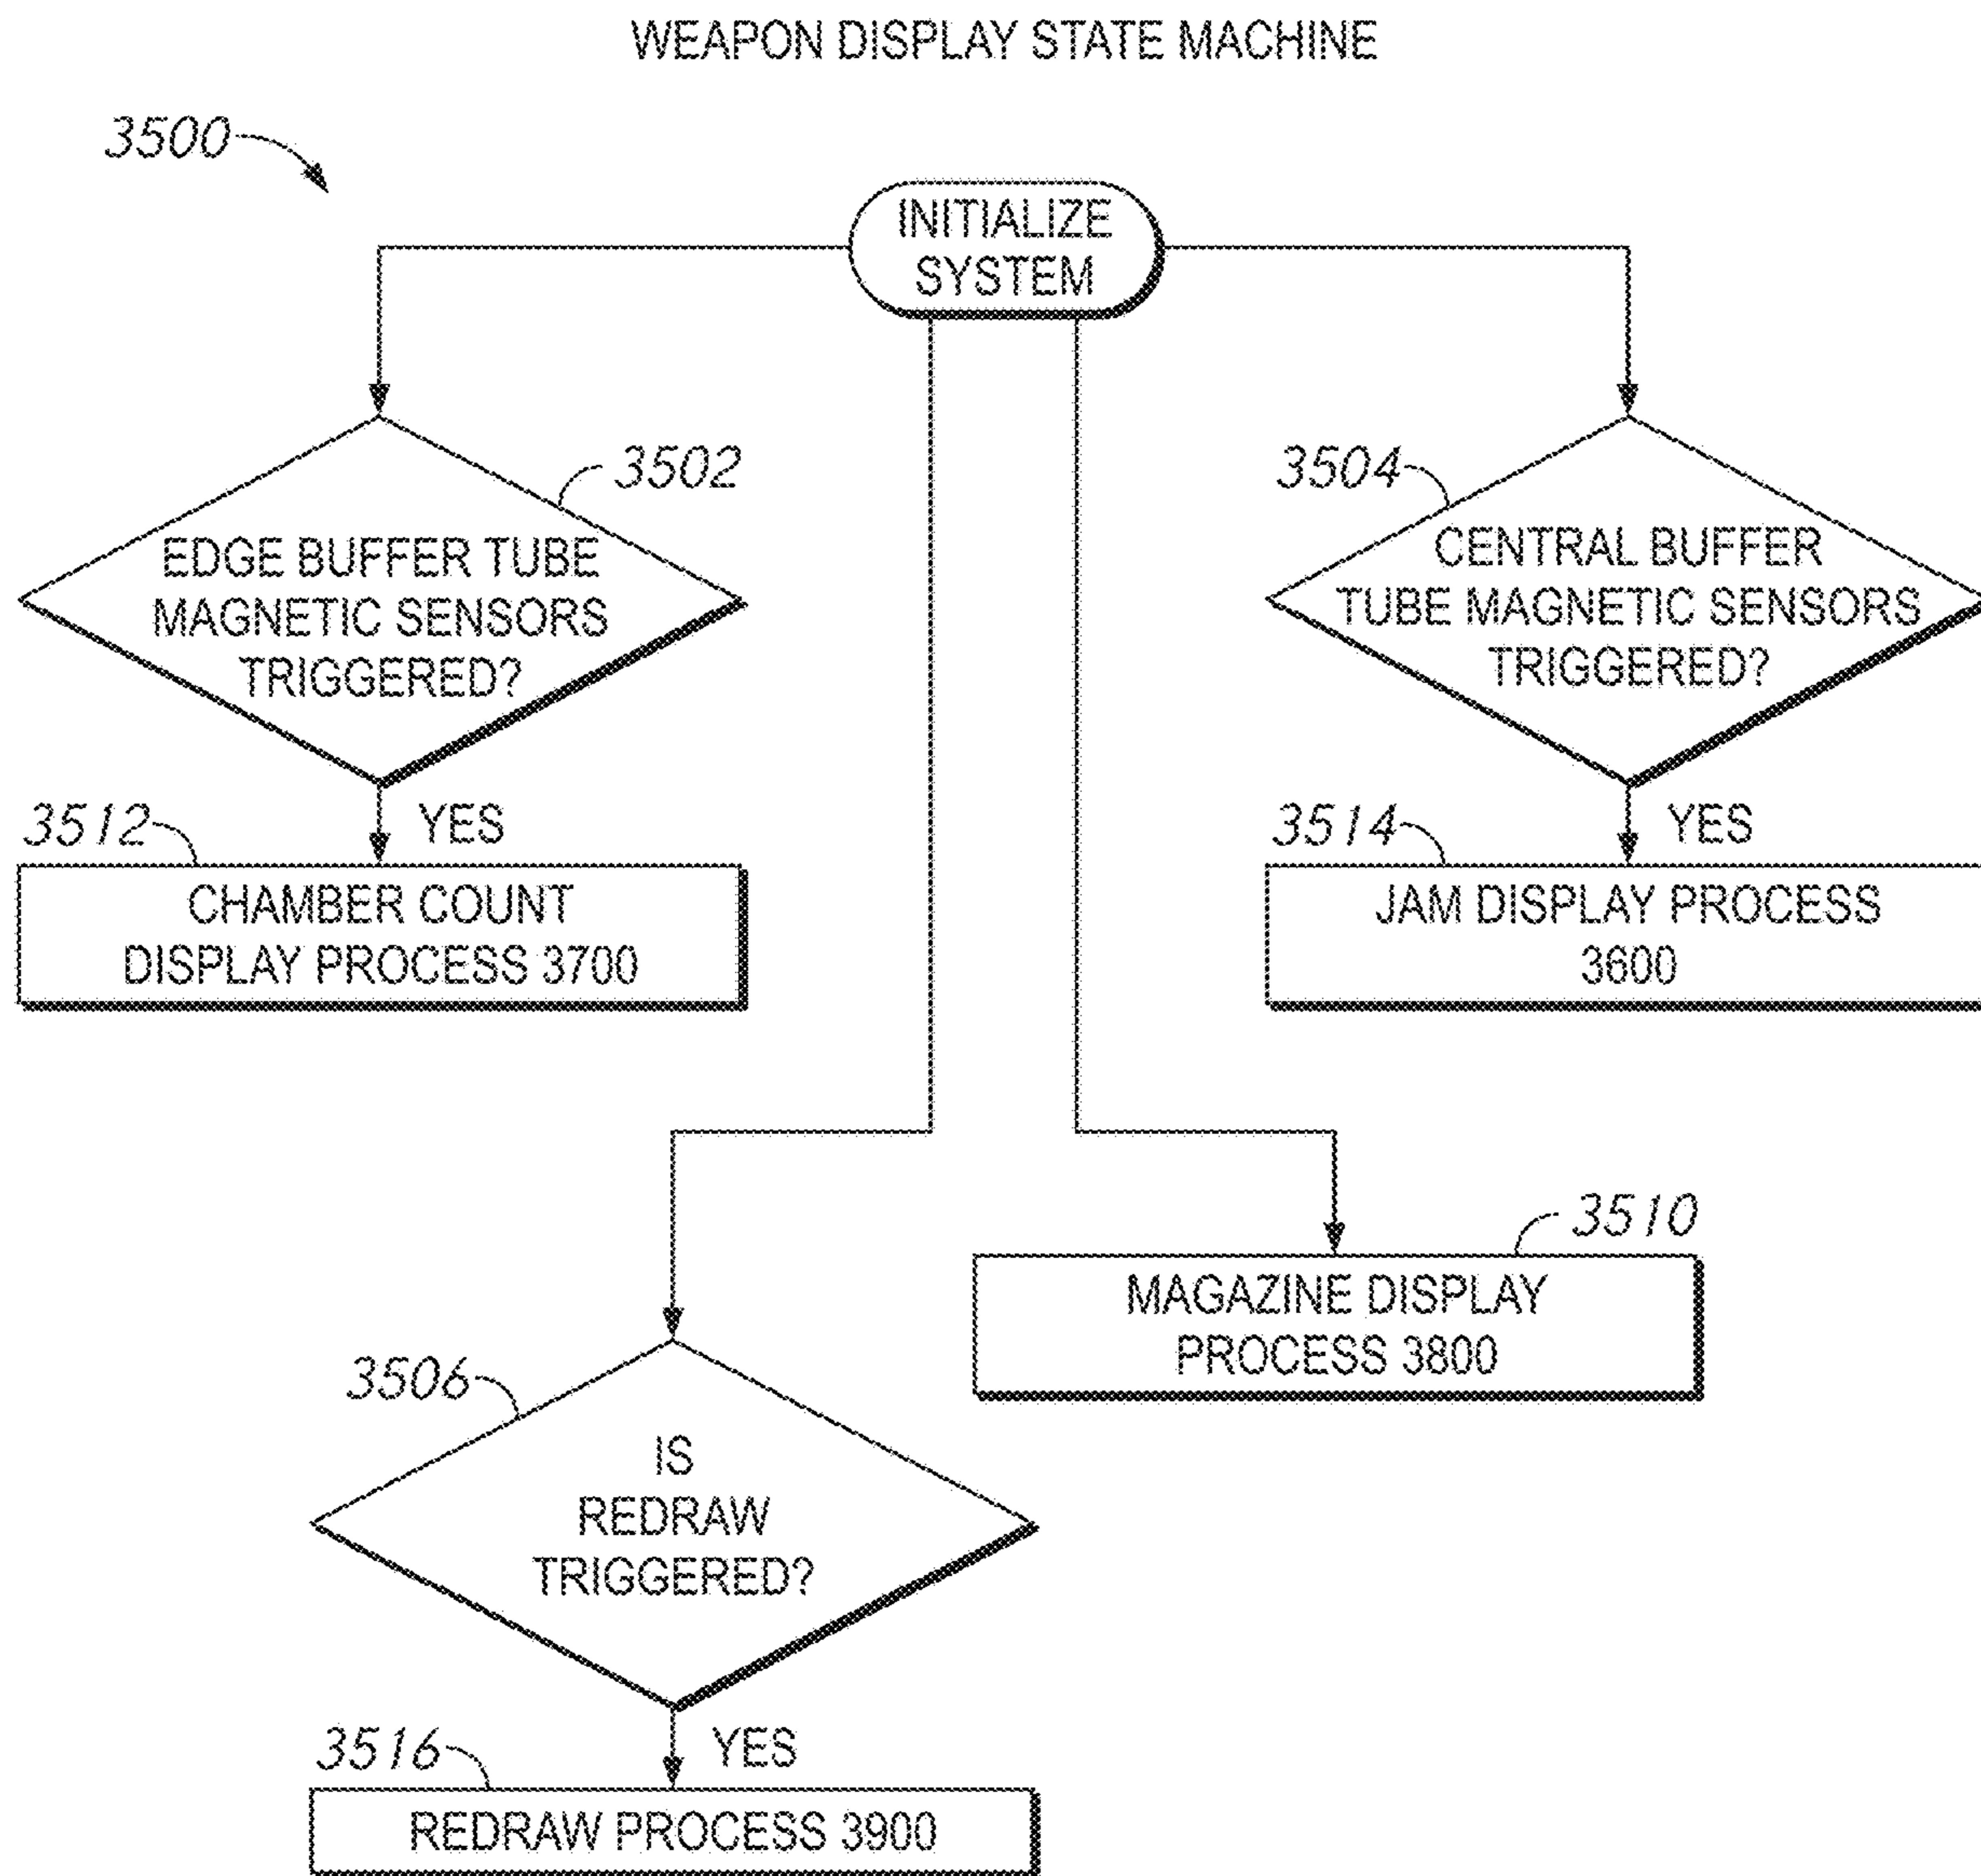 WEAPON DISPLAY STATE MACHINE
3500
INITIALIZE
SYSTEM
3502
EDGE BUFFER TUBE
MAGNETIC SENSORS
TRIGGERED?
3504
CENTRAL BUFFER
TUBE MAGNETIC SENSORS
TRIGGERED?
YES
3512
CHAMBER COUNT
DISPLAY PROCESS 3700
YES
3514
JAM DISPLAY PROCESS
3600
3510
MAGAZINE DISPLAY
PROCESS 3800
3506
IS
REDRAW
TRIGGERED?
YES
3516
REDRAW PROCESS 3900